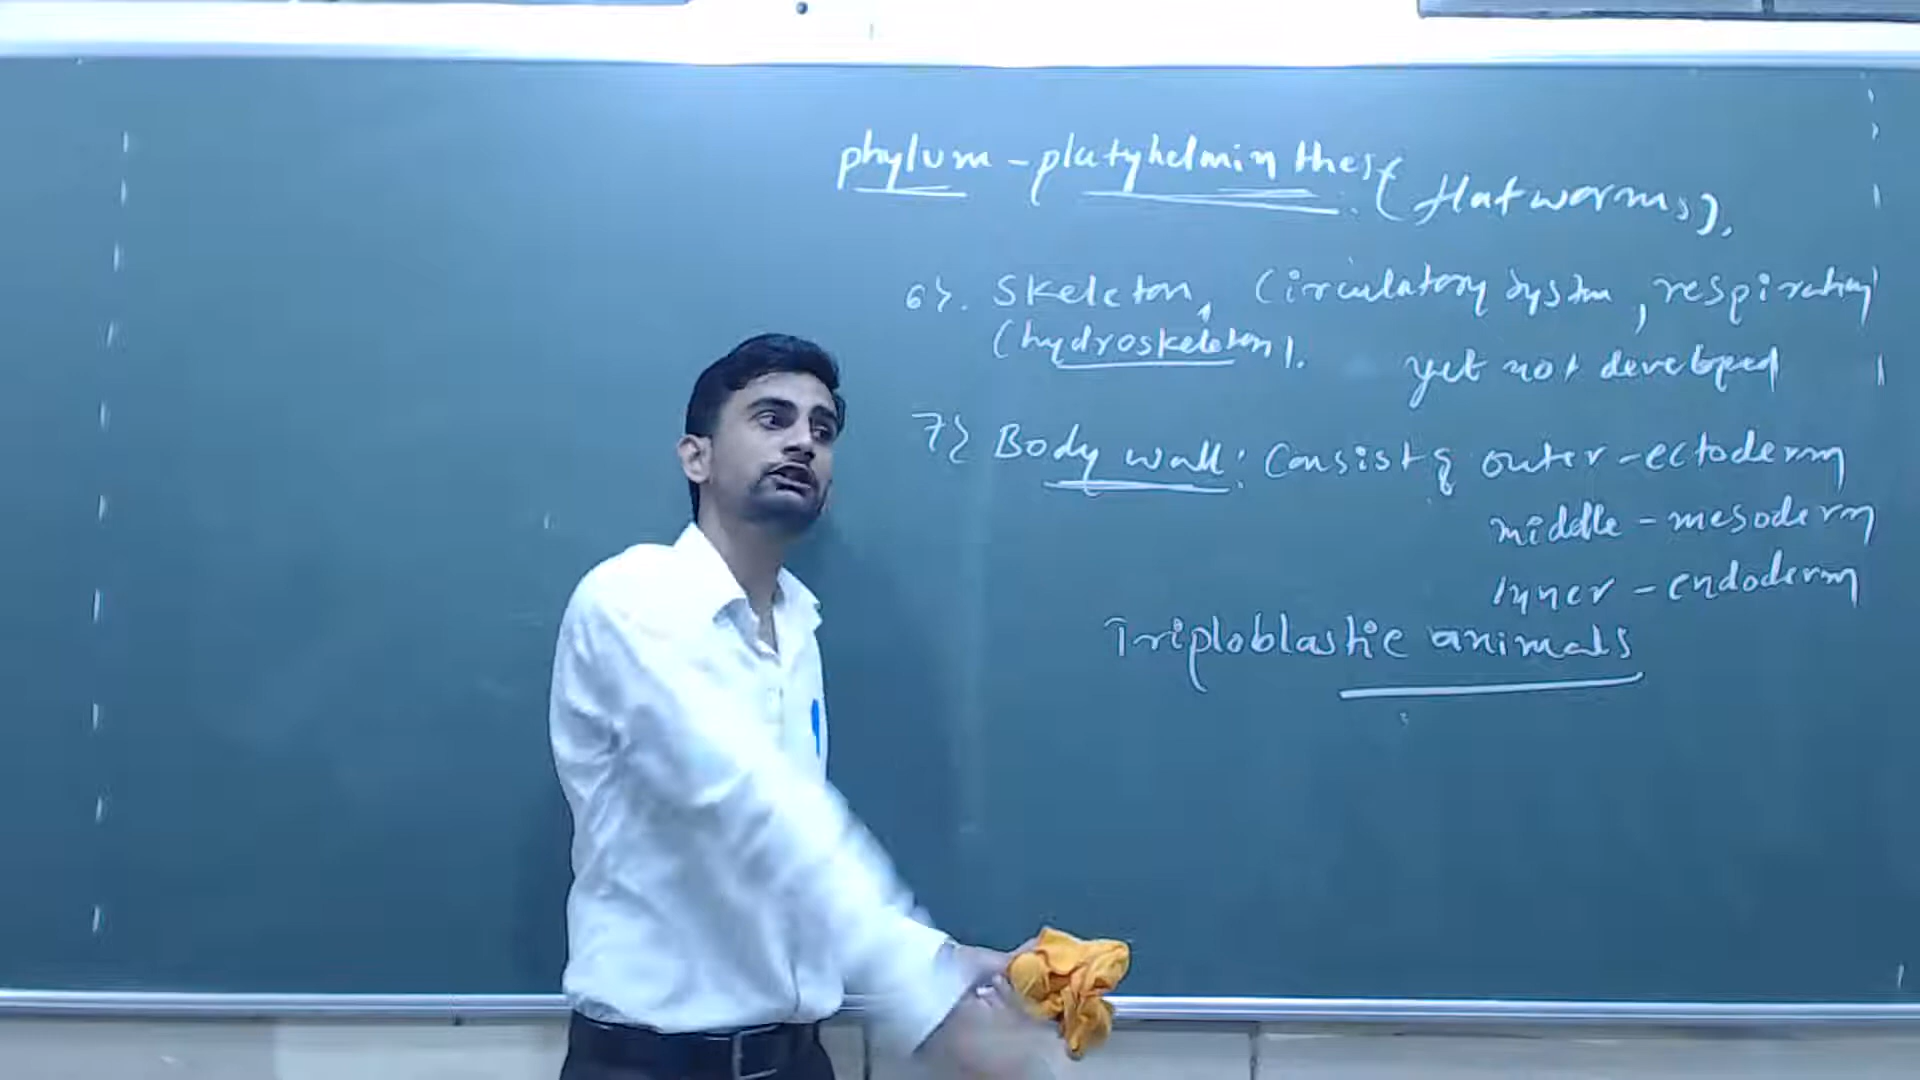 phylum - platyhelminthes (flatworms).
6}. Skeleton, Circulatory system, respiratory
(hydroskeleton). yet not developed
7} Body wall: Consist of outer - ectoderm
middle - mesoderm
inner - endoderm
Triploblastic animals